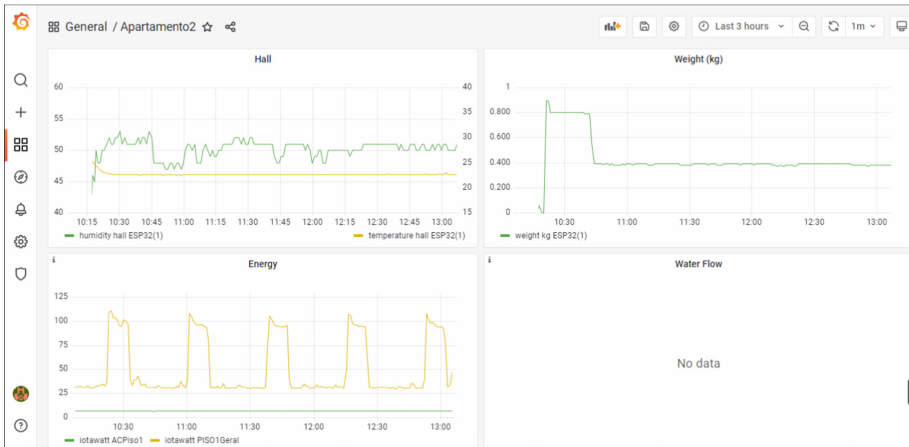 General / Apartamento2
Last 3 hours
1m
Hall
60
55
50
45
40
40
35
30
25
20
15
10:15 10:30 10:45 11:00 11:15 11:30 11:45 12:00 12:15 12:30 12:45 13:00
humidity hall ESP32(1)
temperature hall ESP32(1)
Weight (kg)
1
0.800
0.600
0.400
0.200
0
10:30 11:00 11:30 12:00 12:30 13:00
weight kg ESP32(1)
i
Energy
125
100
75
50
25
0
10:30 11:00 11:30 12:00 12:30 13:00
iotawatt ACPiso1 iotawatt PISO1Geral
i
Water Flow
No data